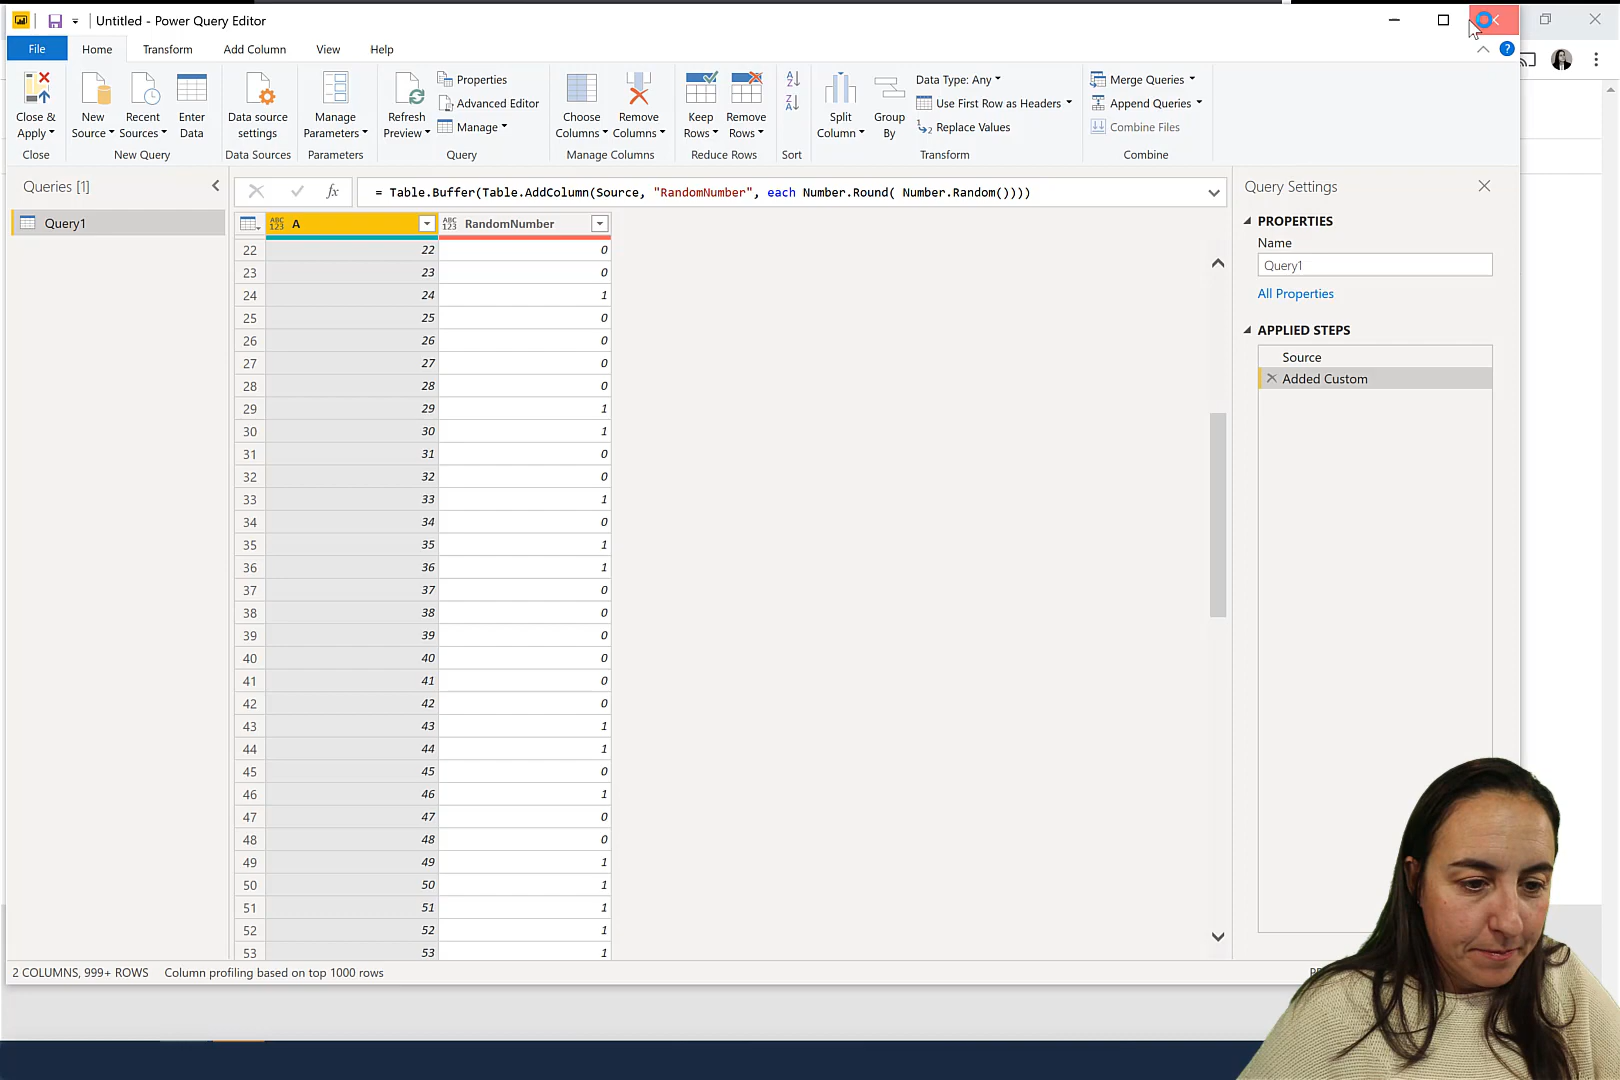 Untitled - Power Query Editor
File Home Transform Add Column View Help
Close & Apply
New Source
Recent Sources
Enter Data
Data source settings
Manage Parameters
Refresh Preview
Properties
Advanced Editor
Manage
Choose Columns
Remove Columns
Keep Rows
Remove Rows
Split Column
Group By
Data Type: Any
Use First Row as Headers
Replace Values
Merge Queries
Append Queries
Combine Files
Close New Query Data Sources Parameters Query Manage Columns Reduce Rows Sort Transform Combine
Queries [1]
Query1
fx
= Table.Buffer(Table.AddColumn(Source, "RandomNumber", each Number.Round( Number.Random())))
ABC 123 A ABC 123 RandomNumber
22 22 0
23 23 0
24 24 1
25 25 0
26 26 0
27 27 0
28 28 0
29 29 1
30 30 1
31 31 0
32 32 0
33 33 1
34 34 0
35 35 1
36 36 1
37 37 0
38 38 0
39 39 0
40 40 0
41 41 0
42 42 0
43 43 1
44 44 1
45 45 0
46 46 1
47 47 0
48 48 0
49 49 1
50 50 1
51 51 1
52 52 1
53 53 1
Query Settings
PROPERTIES
Name
Query1
All Properties
APPLIED STEPS
Source
Added Custom
2 COLUMNS, 999+ ROWS Column profiling based on top 1000 rows